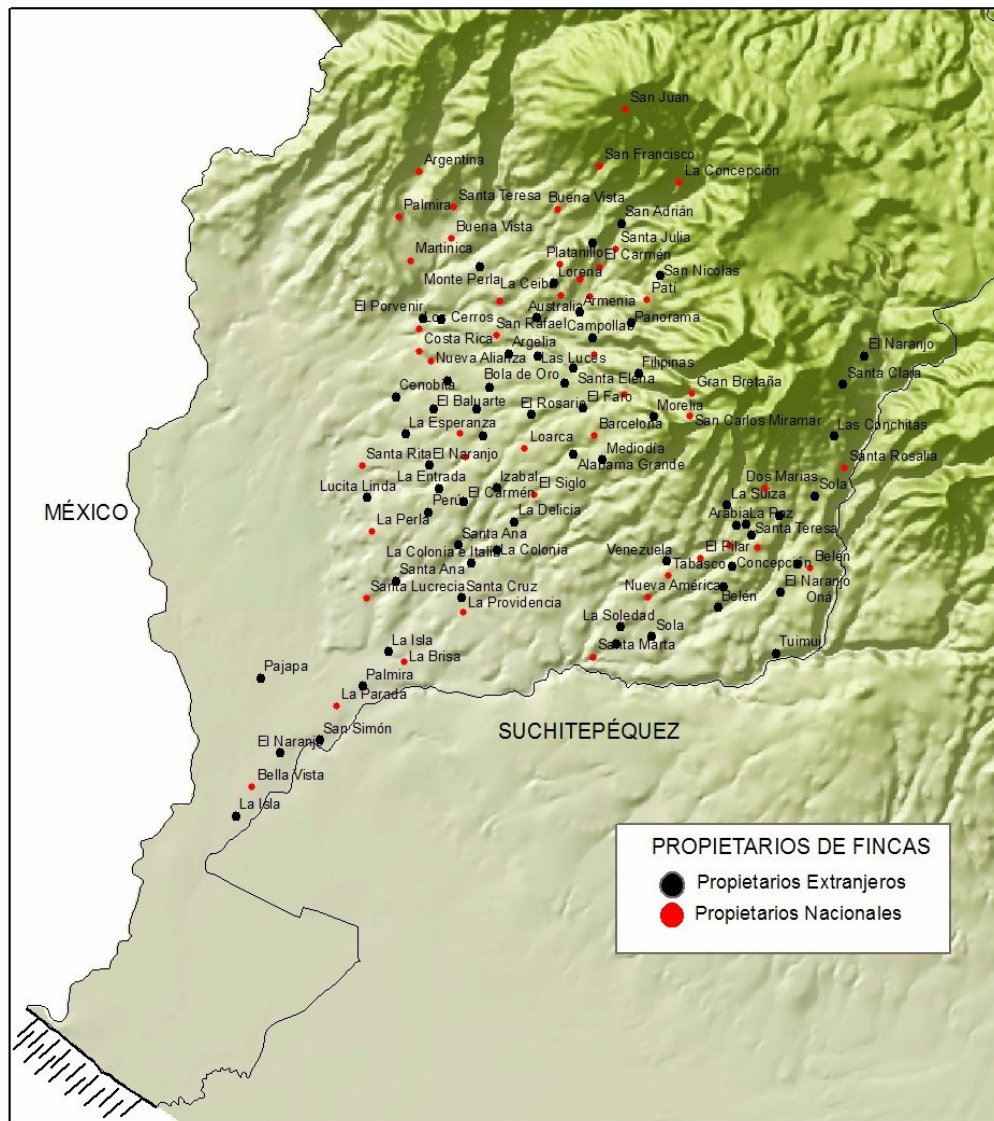 San Juan
San Francisco
Argentina
La Concepción
Santa Teresa
Buena Vista
Palmira
San Adrián
Buena Vista
Santa Julia
Martinica
Platanillo
El Carmén
Monte Perla
Lorena
San Nicolas
La Ceiba
Patí
El Porvenir
Australia
Armenia
Los Cerros
San Rafael
Campollab
Panorama
Costa Rica
Argelia
El Naranjo
Nueva Alianza
Las Luces
Filipinas
Bola de Oro
Santa Elena
Santa Clara
Cenobita
Gran Bretaña
El Baluarte
El Rosario
El Faro
Morelia
San Carlos Miramar
La Esperanza
Barcelona
Las Conchitas
Loarca
Mediodía
Santa Rita
El Naranjo
Alabama Grande
Santa Rosalia
La Entrada
Izabal
El Siglo
Dos Marias
Lucita Linda
Perú
El Carmén
La Suiza
Sola
MÉXICO
La Delicia
Arabia
La Paz
La Perla
Santa Teresa
Santa Ana
La Colonia e Italia
La Colonia
Venezuela
El Pilar
Santa Ana
Tabasco
Concepción
Belén
Santa Lucrecia
Santa Cruz
Nueva América
El Naranjo
La Providencia
Belén
Oná
La Soledad
Sola
La Isla
Santa Marta
Tuimuj
La Brisa
Pajapa
Palmira
La Parada
SUCHITEPÉQUEZ
San Simón
El Naranjo
Bella Vista
La Isla
PROPIETARIOS DE FINCAS
Propietarios Extranjeros
Propietarios Nacionales